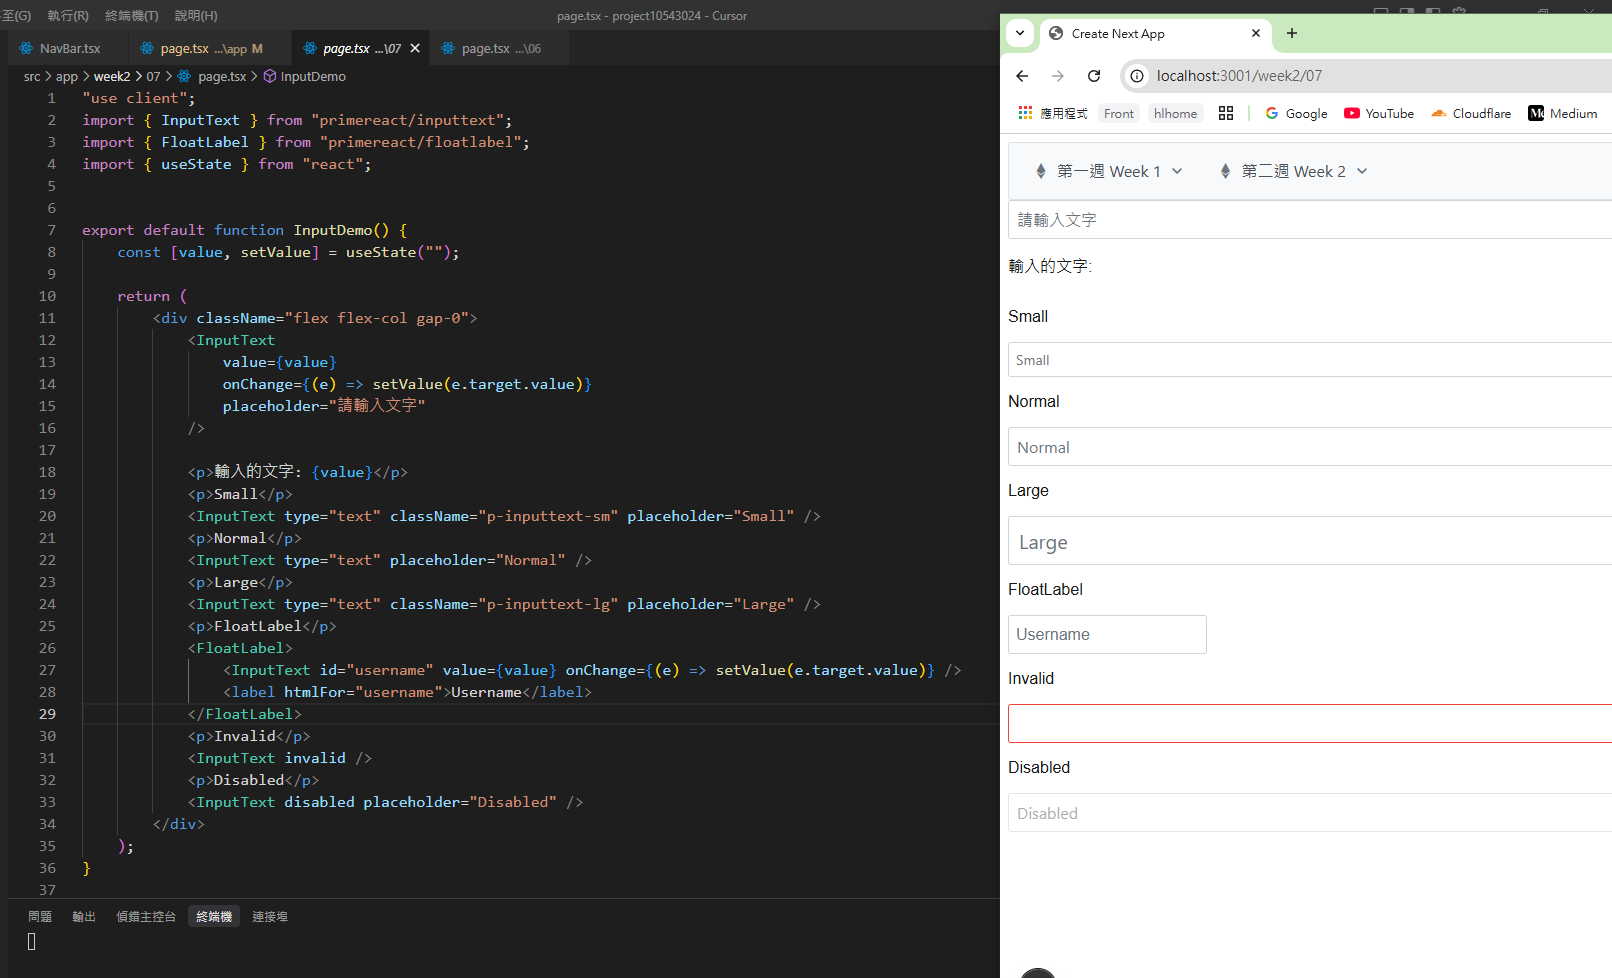 至(G) 執行(R) 終端機(T) 說明(H)
page.tsx - project10543024 - Cursor
NavBar.tsx
page.tsx ...\app M
page.tsx ...\07
page.tsx ...\06
src > app > week2 > 07 > page.tsx > InputDemo
1 "use client";
2 import { InputText } from "primereact/inputtext";
3 import { FloatLabel } from "primereact/floatlabel";
4 import { useState } from "react";
5
6
7 export default function InputDemo() {
8 const [value, setValue] = useState("");
9
10 return (
11 <div className="flex flex-col gap-0">
12 <InputText
13 value={value}
14 onChange={(e) => setValue(e.target.value)}
15 placeholder="請輸入文字"
16 />
17
18 <p>輸入的文字: {value}</p>
19 <p>Small</p>
20 <InputText type="text" className="p-inputtext-sm" placeholder="Small" />
21 <p>Normal</p>
22 <InputText type="text" placeholder="Normal" />
23 <p>Large</p>
24 <InputText type="text" className="p-inputtext-lg" placeholder="Large" />
25 <p>FloatLabel</p>
26 <FloatLabel>
27 <InputText id="username" value={value} onChange={(e) => setValue(e.target.value)} />
28 <label htmlFor="username">Username</label>
29 </FloatLabel>
30 <p>Invalid</p>
31 <InputText invalid />
32 <p>Disabled</p>
33 <InputText disabled placeholder="Disabled" />
34 </div>
35 );
36 }
37
問題 輸出 偵錯主控台 終端機 連接埠
Create Next App
localhost:3001/week2/07
應用程式 Front hlhome Google YouTube Cloudflare Medium
第一週 Week 1 第二週 Week 2
請輸入文字
輸入的文字:
Small
Small
Normal
Normal
Large
Large
FloatLabel
Username
Invalid
Disabled
Disabled